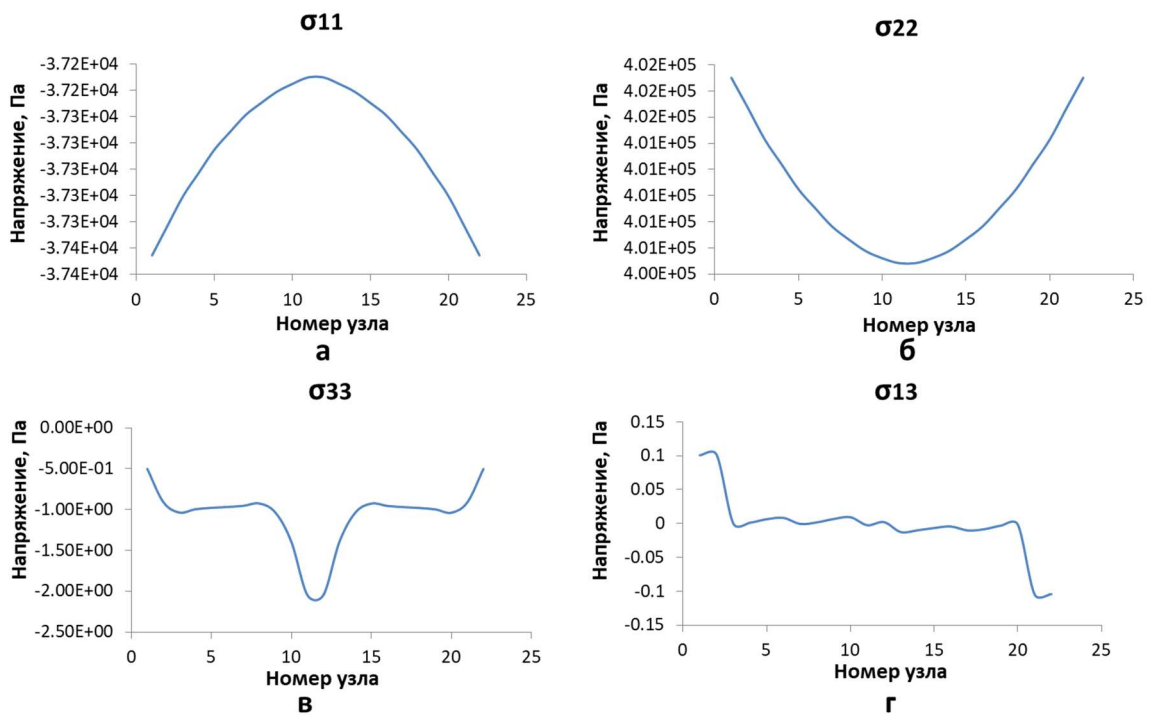 σ11
Напряжение, Па
-3.72E+04
-3.72E+04
-3.73E+04
-3.73E+04
-3.73E+04
-3.73E+04
-3.73E+04
-3.74E+04
-3.74E+04
0 5 10 15 20 25
Номер узла
а
σ22
Напряжение, Па
4.02E+05
4.02E+05
4.02E+05
4.01E+05
4.01E+05
4.01E+05
4.01E+05
4.01E+05
4.00E+05
0 5 10 15 20 25
Номер узла
б
σ33
Напряжение, Па
0.00E+00
-5.00E-01
-1.00E+00
-1.50E+00
-2.00E+00
-2.50E+00
0 5 10 15 20 25
Номер узла
в
σ13
Напряжение, Па
0.15
0.1
0.05
0
-0.05
-0.1
-0.15
0 5 10 15 20 25
Номер узла
г